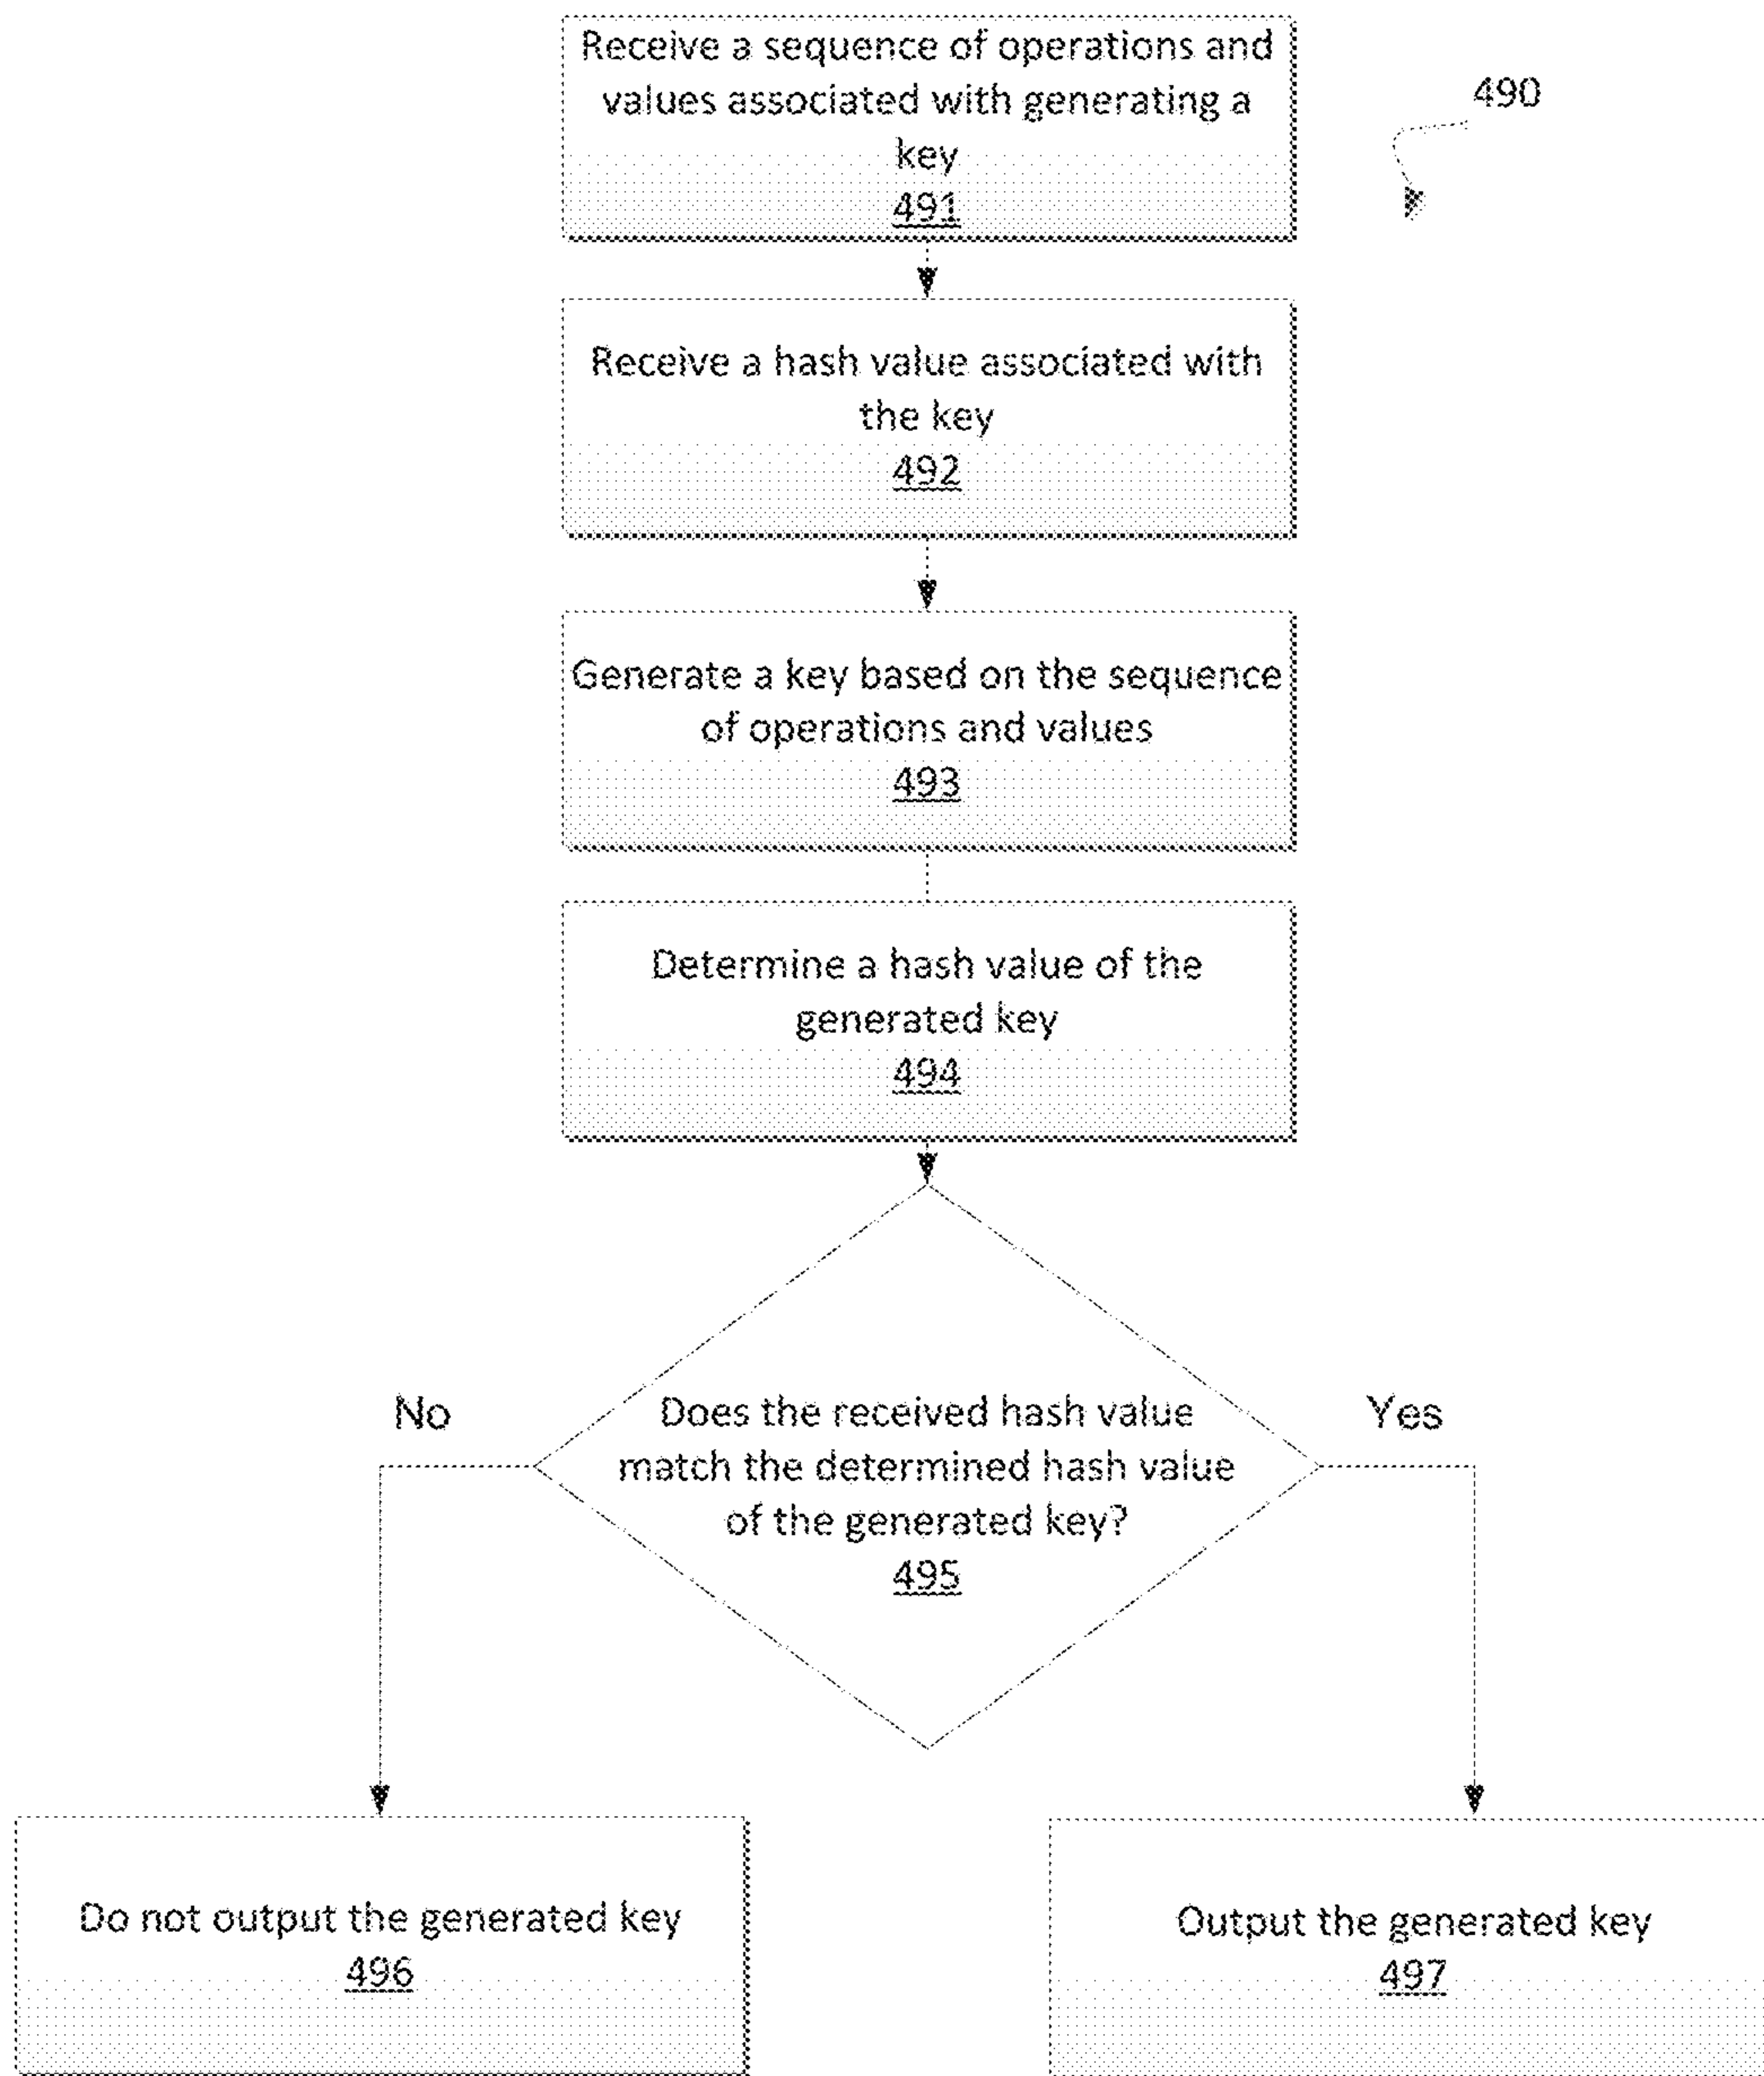 Receive a sequence of operations and
values associated with generating a
key
491
490
Receive a hash value associated with
the key
492
Generate a key based on the sequence
of operations and values
493
Determine a hash value of the
generated key
494
No
Does the received hash value
match the determined hash value
of the generated key?
495
Yes
Do not output the generated key
496
Output the generated key
497